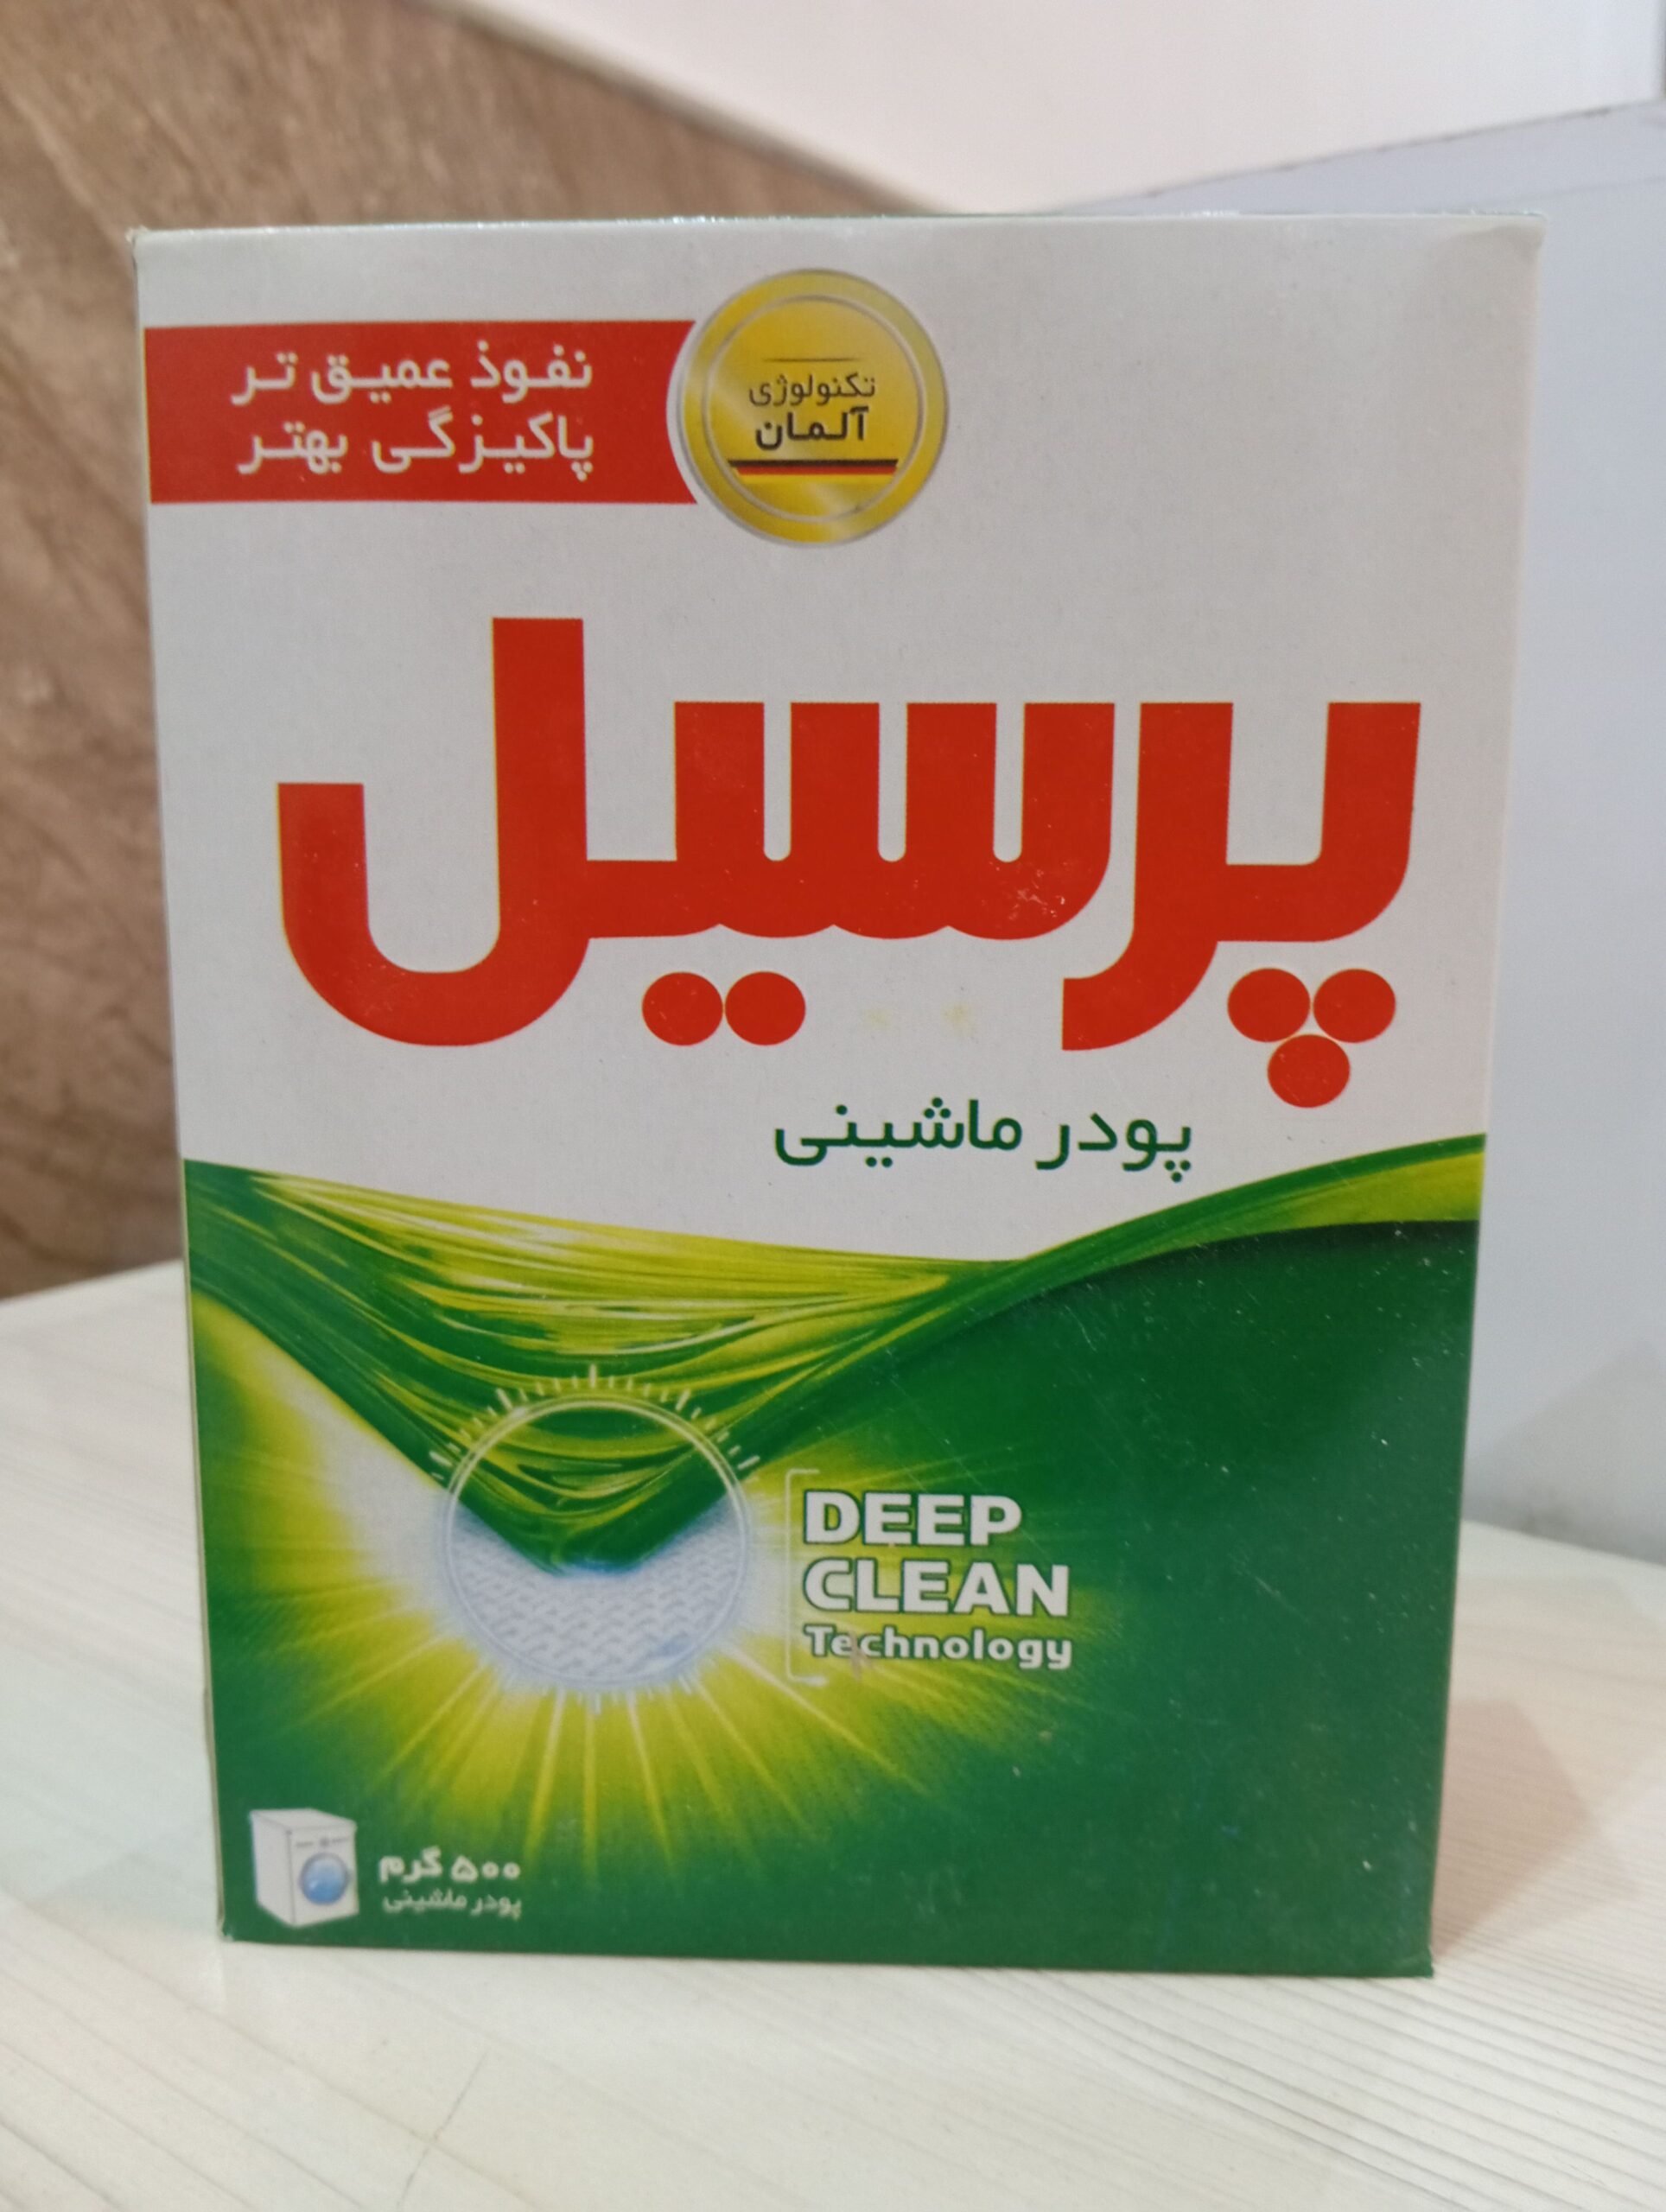 نفوذ عمیق تر
پاکیزگی بهتر
تکنولوژی
آلمان
پرسیل
پودر ماشینی
DEEP
CLEAN
Technology
۵۰۰ گرم
پودر ماشینی